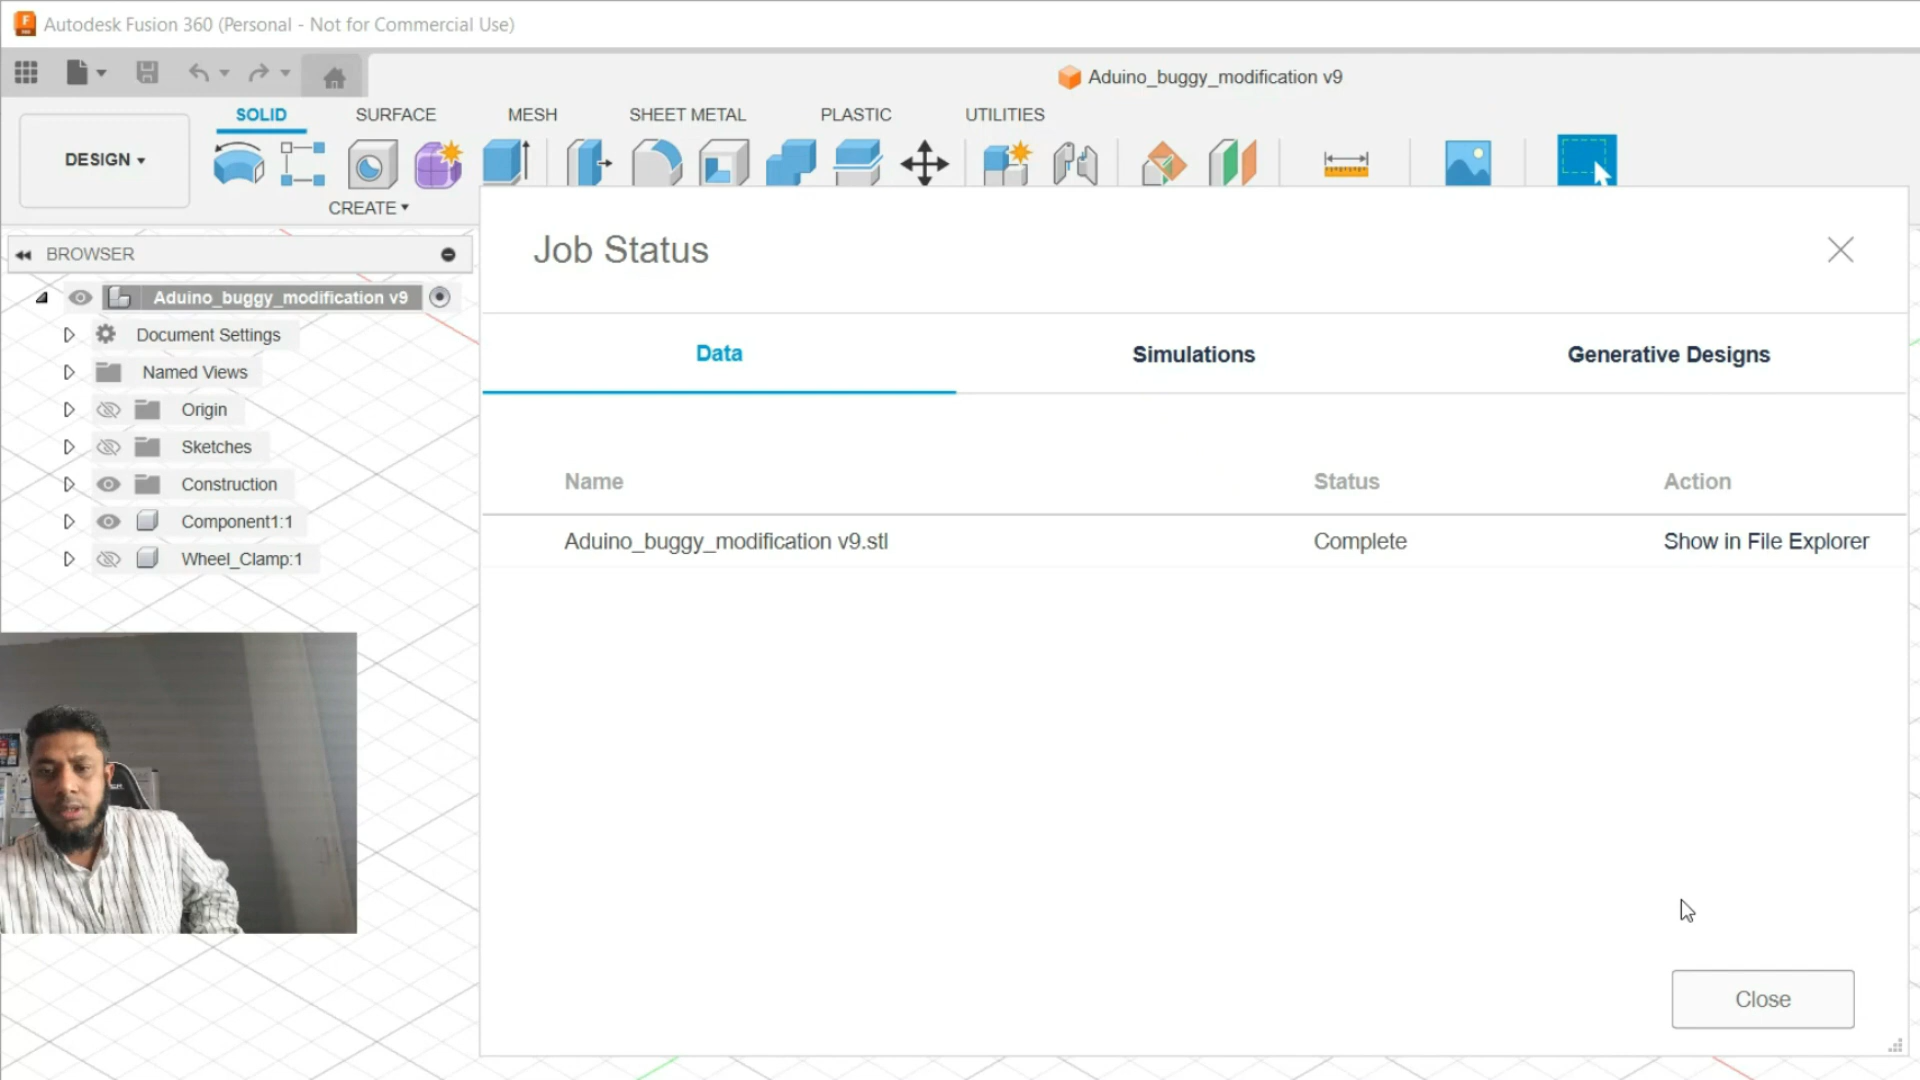 Autodesk Fusion 360 (Personal - Not for Commercial Use)
Aduino_buggy_modification v9
SOLID SURFACE MESH SHEET METAL PLASTIC UTILITIES
DESIGN
CREATE
BROWSER
Aduino_buggy_modification v9
Document Settings
Named Views
Origin
Sketches
Construction
Component1:1
Wheel_Clamp:1
Job Status
Data Simulations Generative Designs
Name Status Action
Aduino_buggy_modification v9.stl Complete Show in File Explorer
Close